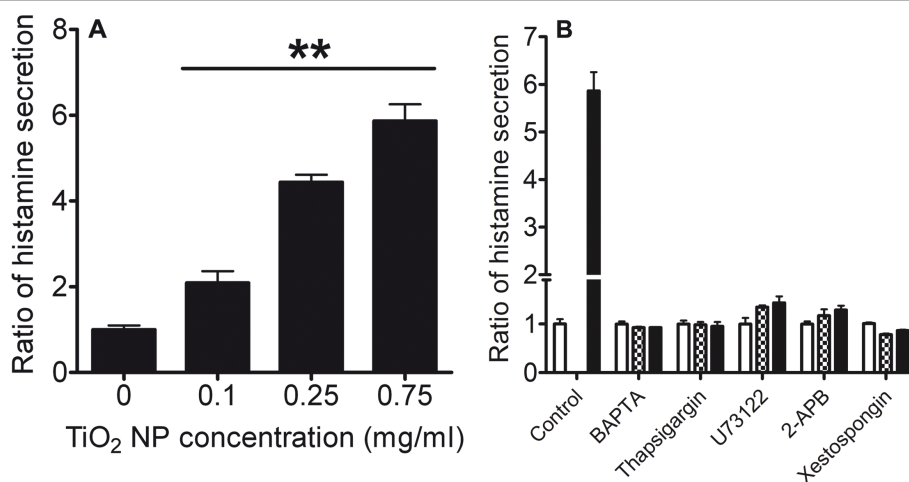 A
Ratio of histamine secretion
8
6
4
2
0
**
0 0.1 0.25 0.75
TiO2 NP concentration (mg/ml)
B
Ratio of histamine secretion
7
6
5
4
3
2
2
1
0
Control
BAPTA
Thapsigargin
U73122
2-APB
Xestospongin